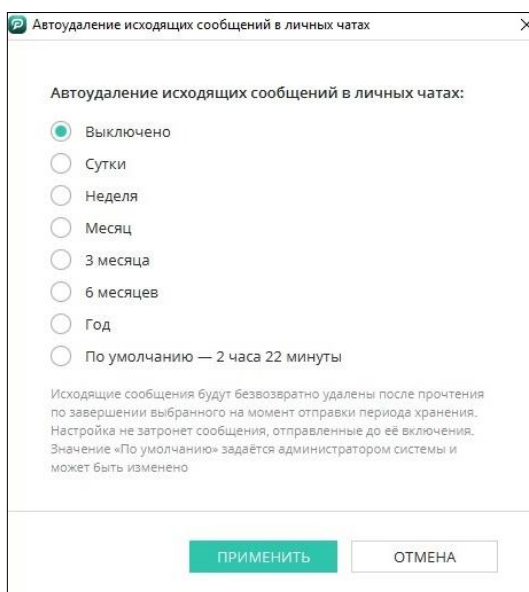 Автоудаление исходящих сообщений в личных чатах
Автоудаление исходящих сообщений в личных чатах:
Выключено
Сутки
Неделя
Месяц
3 месяца
6 месяцев
Год
По умолчанию — 2 часа 22 минуты
Исходящие сообщения будут безвозвратно удалены после прочтения
по завершении выбранного на момент отправки периода хранения.
Настройка не затронет сообщения, отправленные до её включения.
Значение «По умолчанию» задаётся администратором системы и
может быть изменено
ПРИМЕНИТЬ
ОТМЕНА